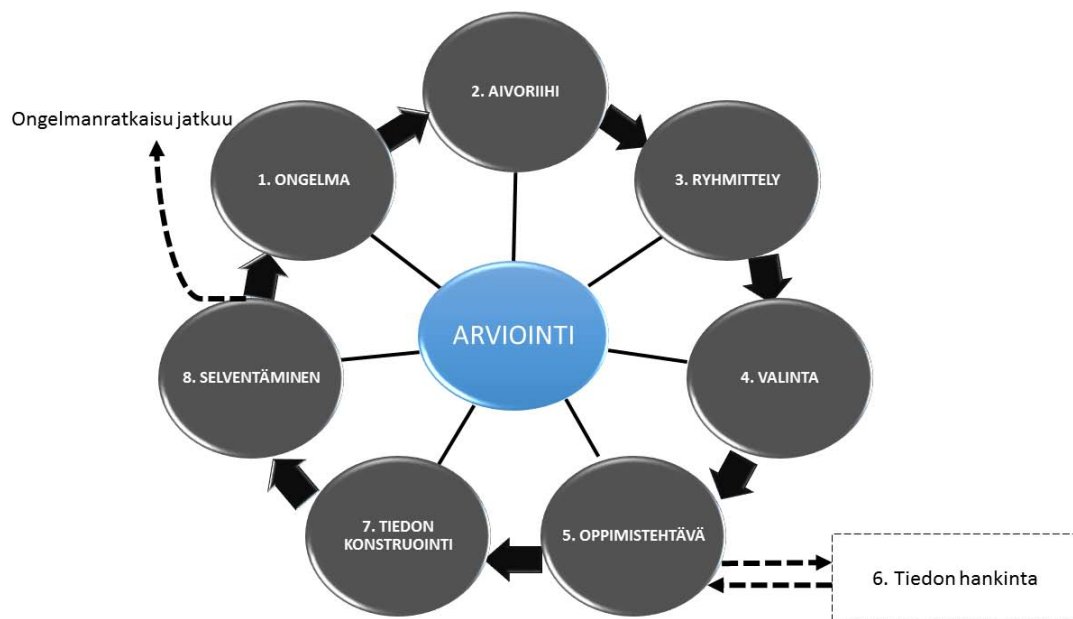 2. AIVORIIHI
Ongelmanratkaisu jatkuu
1. ONGELMA
3. RYHMITTELY
ARVIOINTI
8. SELVENTÄMINEN
4. VALINTA
7. TIEDON
KONSTRUOINTI
5. OPPIMISTEHTÄVÄ
6. Tiedon hankinta